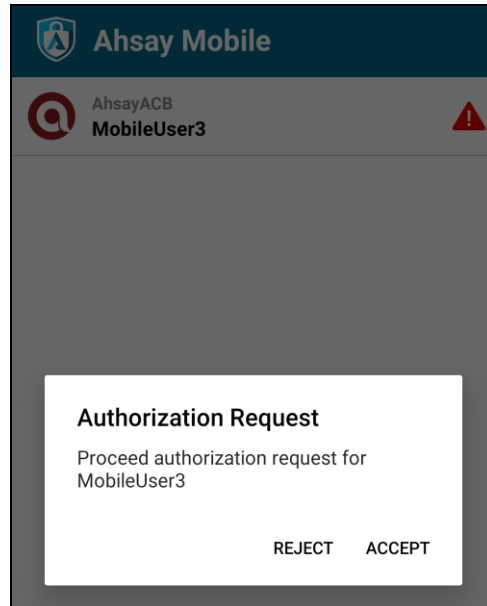 Ahsay Mobile
AhsayACB
MobileUser3
Authorization Request
Proceed authorization request for
MobileUser3
REJECT ACCEPT